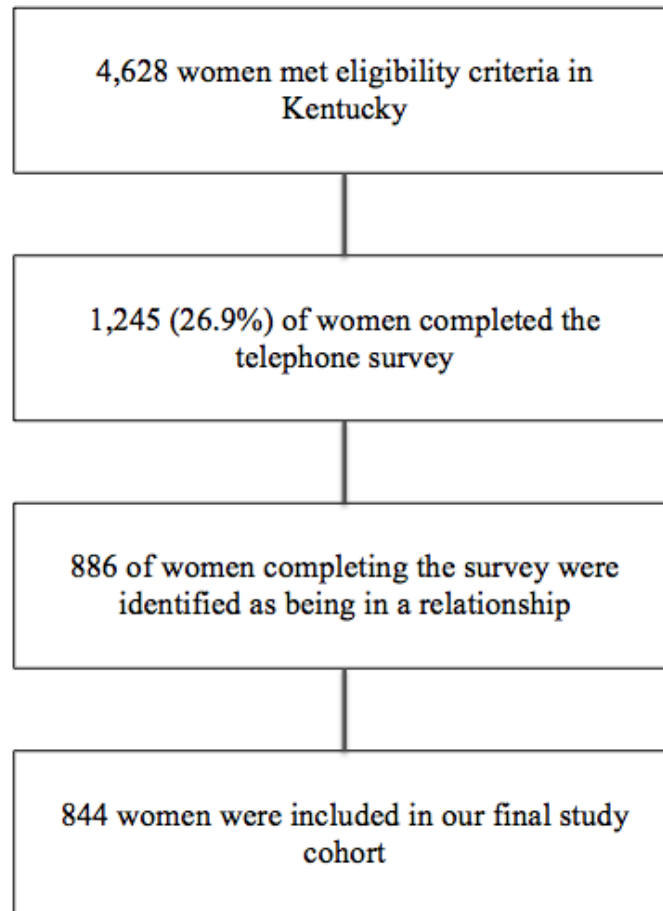 4,628 women met eligibility criteria in
Kentucky
1,245 (26.9%) of women completed the
telephone survey
886 of women completing the survey were
identified as being in a relationship
844 women were included in our final study
cohort